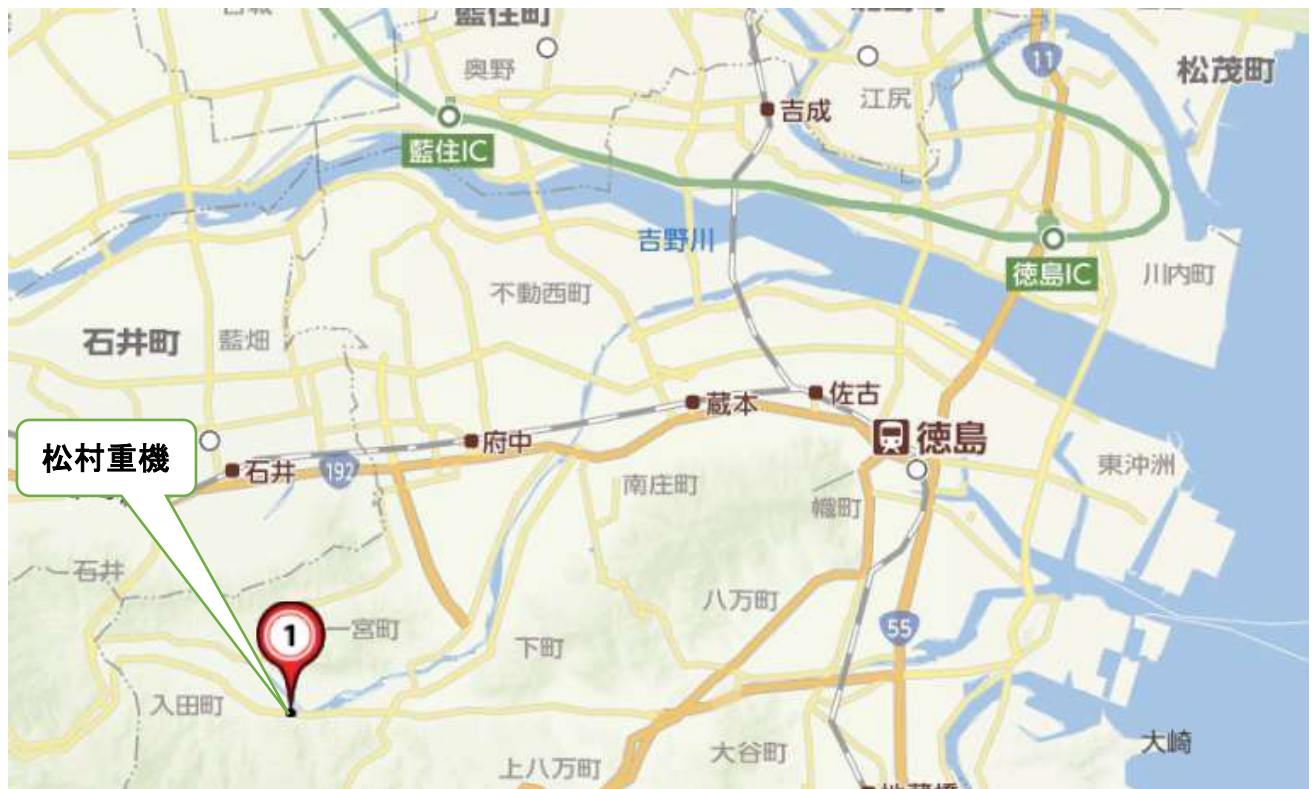 藍住町
奥野
11
松茂町
吉成
江尻
藍住IC
吉野川
徳島IC
川内町
不動西町
石井町
藍畑
佐古
蔵本
徳島
松村重機
府中
石井
192
南庄町
東沖洲
幟町
石井
八万町
1
一宮町
55
下町
入田町
大谷町
大崎
上八万町
地蔵橋